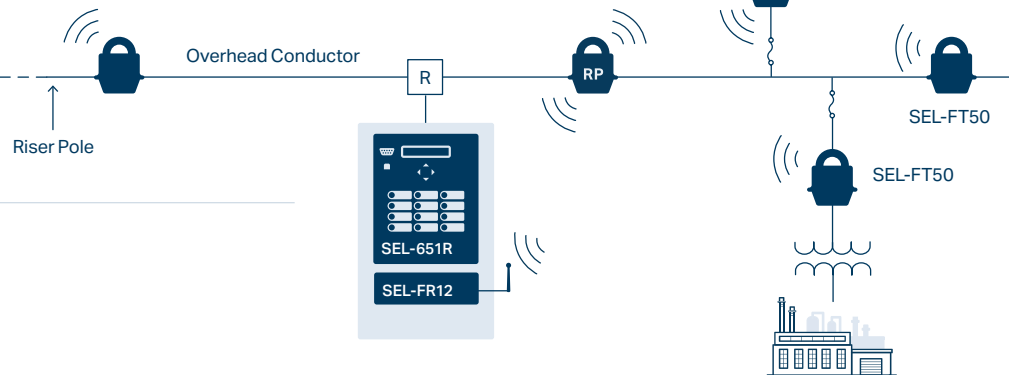 Overhead Conductor
R
RP
SEL-FT50
Riser Pole
SEL-FT50
SEL-651R
SEL-FR12